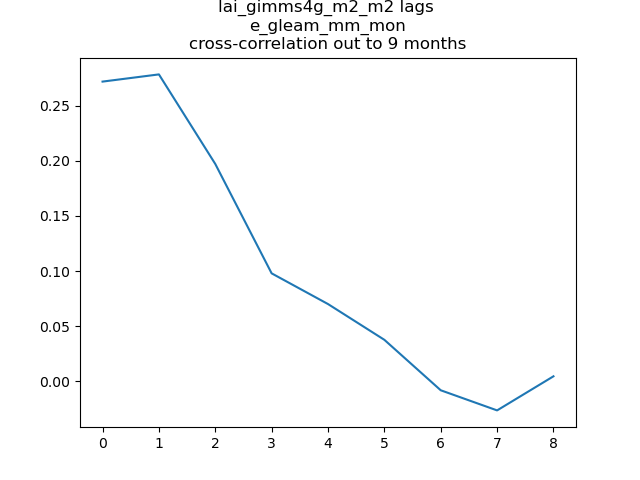 lai_gimms4g_m2_m2 lags
e_gleam_mm_mon
cross-correlation out to 9 months
0.25
0.20
0.15
0.10
0.05
0.00
0 1 2 3 4 5 6 7 8